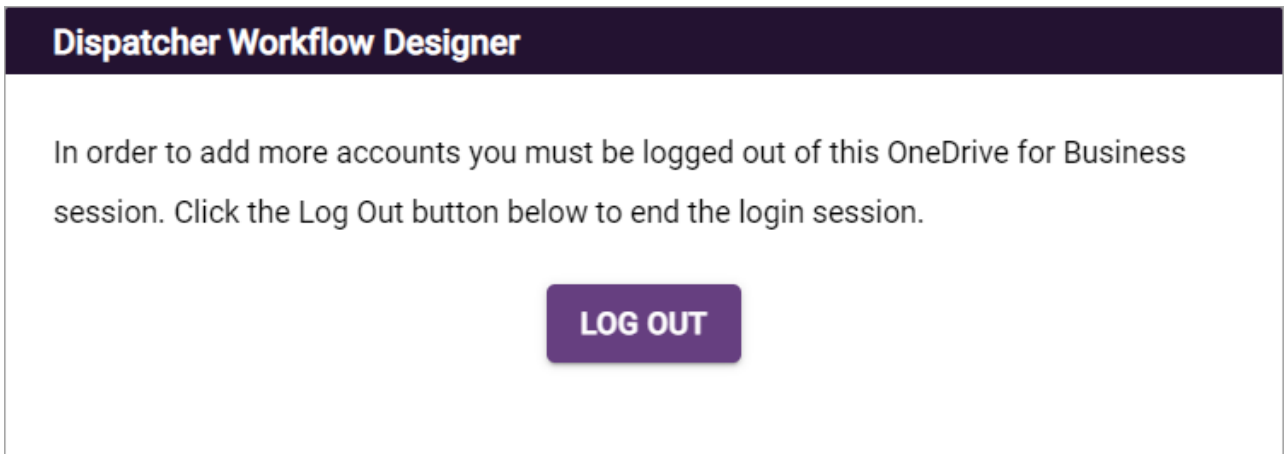 Dispatcher Workflow Designer
In order to add more accounts you must be logged out of this OneDrive for Business
session. Click the Log Out button below to end the login session.
LOG OUT